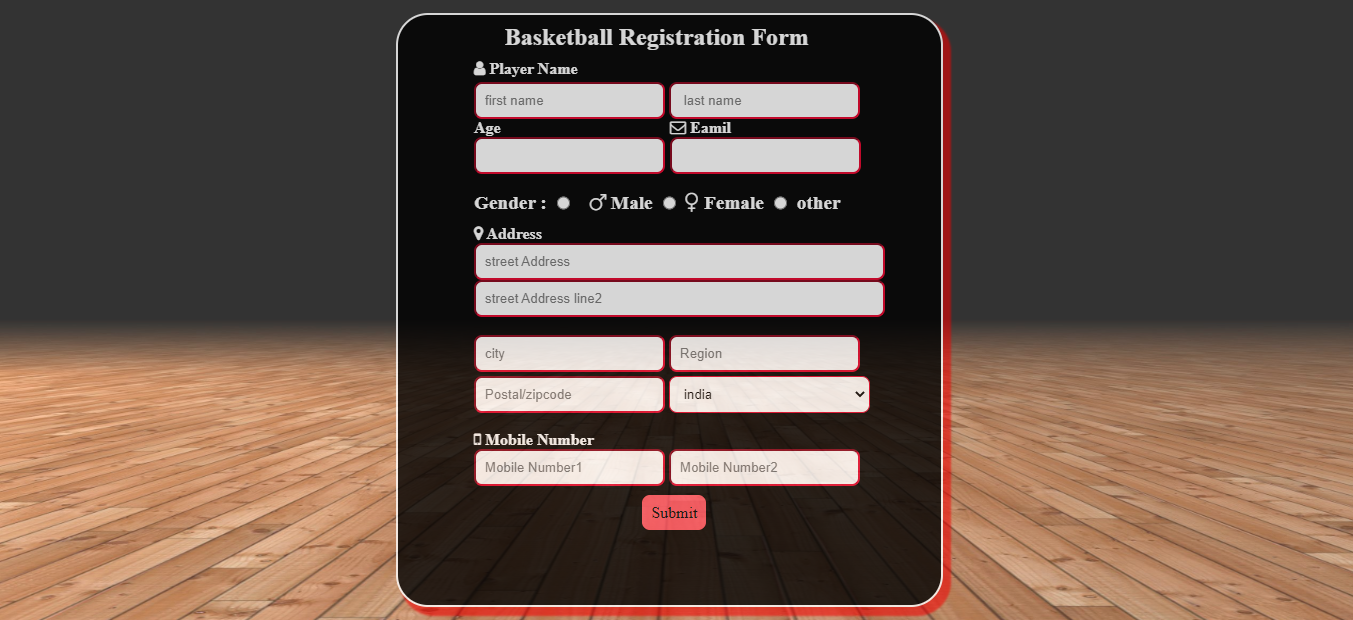 Basketball Registration Form
Player Name
first name last name
Age Eamil
Gender : Male Female other
Address
street Address
street Address line2
city Region
Postal/zipcode india
Mobile Number
Mobile Number1 Mobile Number2
Submit